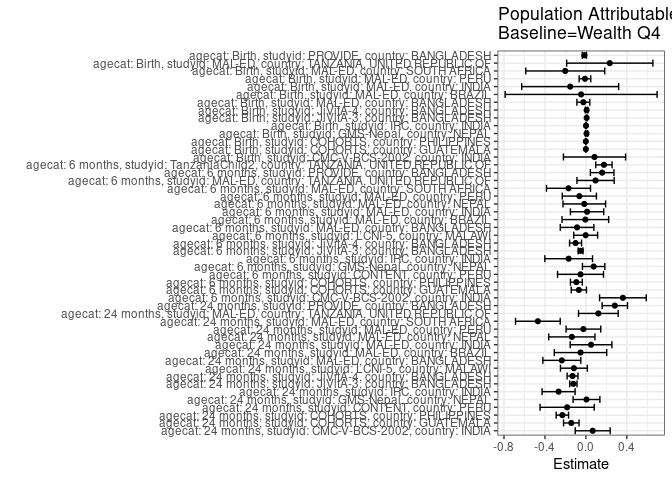 Population Attributable
Baseline=Wealth Q4
agecat: Birth, studyid: PROVIDE, country: BANGLADESH
agecat: Birth, studyid: MAL-ED, country: TANZANIA, UNITED REPUBLIC OF
agecat: Birth, studyid: MAL-ED, country: SOUTH AFRICA
agecat: Birth, studyid: MAL-ED, country: PERU
agecat: Birth, studyid: MAL-ED, country: INDIA
agecat: Birth, studyid: MAL-ED, country: BRAZIL
agecat: Birth, studyid: MAL-ED, country: BANGLADESH
agecat: Birth, studyid: JiVitA-4, country: BANGLADESH
agecat: Birth, studyid: JiVitA-3, country: BANGLADESH
agecat: Birth, studyid: IRC, country: INDIA
agecat: Birth, studyid: GMS-Nepal, country: NEPAL
agecat: Birth, studyid: COHORTS, country: PHILIPPINES
agecat: Birth, studyid: COHORTS, country: GUATEMALA
agecat: Birth, studyid: CMC-V-BCS-2002, country: INDIA
agecat: 6 months, studyid: TanzaniaChild2, country: TANZANIA, UNITED REPUBLIC OF
agecat: 6 months, studyid: PROVIDE, country: BANGLADESH
agecat: 6 months, studyid: MAL-ED, country: TANZANIA, UNITED REPUBLIC OF
agecat: 6 months, studyid: MAL-ED, country: SOUTH AFRICA
agecat: 6 months, studyid: MAL-ED, country: PERU
agecat: 6 months, studyid: MAL-ED, country: NEPAL
agecat: 6 months, studyid: MAL-ED, country: INDIA
agecat: 6 months, studyid: MAL-ED, country: BRAZIL
agecat: 6 months, studyid: MAL-ED, country: BANGLADESH
agecat: 6 months, studyid: LCNI-5, country: MALAWI
agecat: 6 months, studyid: JiVitA-4, country: BANGLADESH
agecat: 6 months, studyid: JiVitA-3, country: BANGLADESH
agecat: 6 months, studyid: IRC, country: INDIA
agecat: 6 months, studyid: GMS-Nepal, country: NEPAL
agecat: 6 months, studyid: CONTENT, country: PERU
agecat: 6 months, studyid: COHORTS, country: PHILIPPINES
agecat: 6 months, studyid: COHORTS, country: GUATEMALA
agecat: 6 months, studyid: CMC-V-BCS-2002, country: INDIA
agecat: 24 months, studyid: PROVIDE, country: BANGLADESH
agecat: 24 months, studyid: MAL-ED, country: TANZANIA, UNITED REPUBLIC OF
agecat: 24 months, studyid: MAL-ED, country: SOUTH AFRICA
agecat: 24 months, studyid: MAL-ED, country: PERU
agecat: 24 months, studyid: MAL-ED, country: NEPAL
agecat: 24 months, studyid: MAL-ED, country: INDIA
agecat: 24 months, studyid: MAL-ED, country: BRAZIL
agecat: 24 months, studyid: MAL-ED, country: BANGLADESH
agecat: 24 months, studyid: LCNI-5, country: MALAWI
agecat: 24 months, studyid: JiVitA-4, country: BANGLADESH
agecat: 24 months, studyid: JiVitA-3, country: BANGLADESH
agecat: 24 months, studyid: IRC, country: INDIA
agecat: 24 months, studyid: GMS-Nepal, country: NEPAL
agecat: 24 months, studyid: CONTENT, country: PERU
agecat: 24 months, studyid: COHORTS, country: PHILIPPINES
agecat: 24 months, studyid: COHORTS, country: GUATEMALA
agecat: 24 months, studyid: CMC-V-BCS-2002, country: INDIA
-0.8 -0.4 0.0 0.4
Estimate